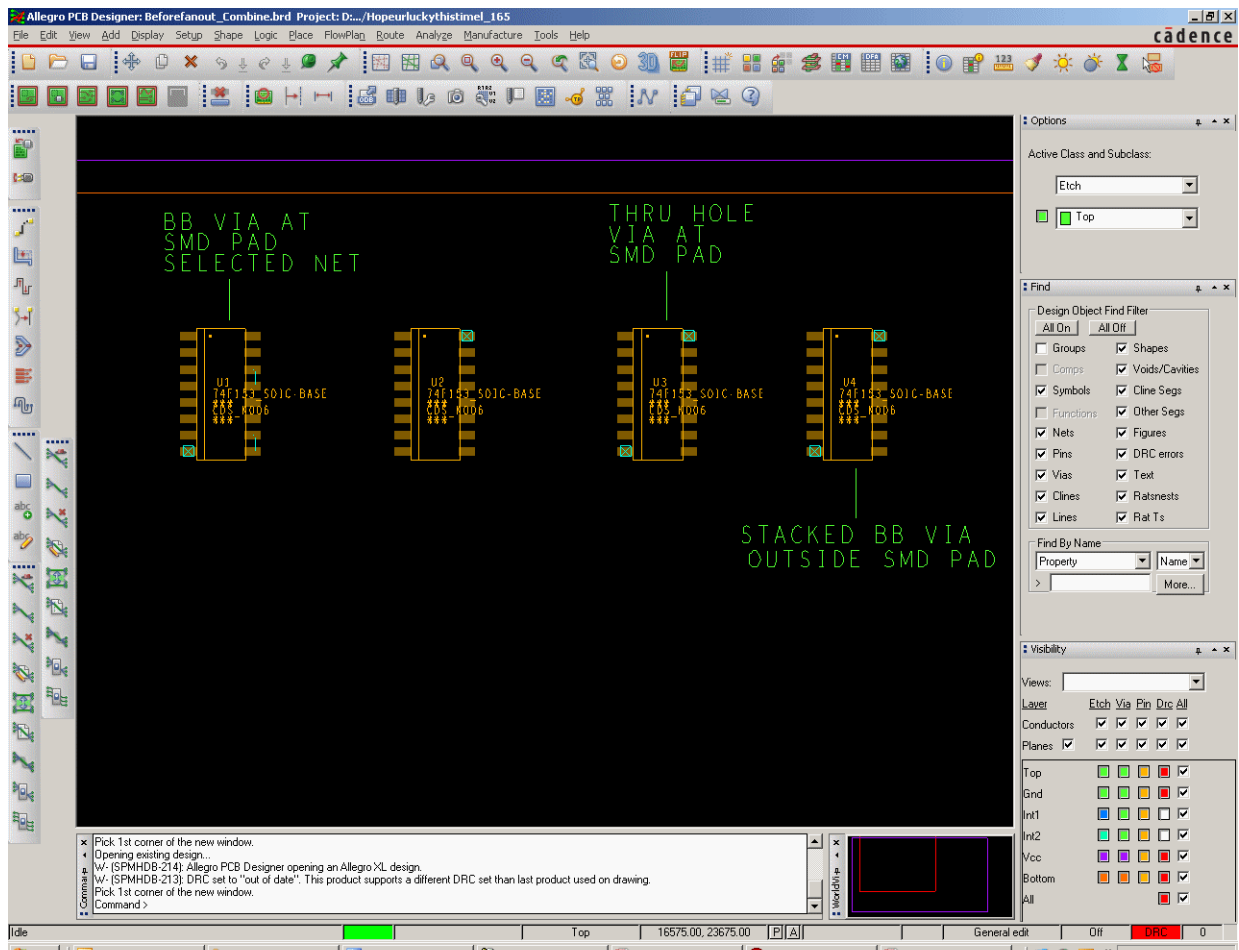 Allegro PCB Designer: Beforefanout_Combine.brd Project: D:.../Hopeurluckythistimel_165
File Edit View Add Display Setup Shape Logic Place FlowPlan Route Analyze Manufacture Tools Help
cādence
BB VIA AT
SMD PAD
SELECTED NET
THRU HOLE
VIA AT
SMD PAD
U1
74F153_SOIC-BASE
***
CDS_K006
***
U2
74F153_SOIC-BASE
***
CDS_K006
***
U3
74F153_SOIC-BASE
***
CDS_K006
***
U4
74F153_SOIC-BASE
***
CDS_K006
***
STACKED BB VIA
OUTSIDE SMD PAD
Options
Active Class and Subclass:
Etch
Top
Find
Design Object Find Filter
All On All Off
Groups Shapes
Comps Voids/Cavities
Symbols Cline Segs
Functions Other Segs
Nets Figures
Pins DRC errors
Vias Text
Clines Ratsnests
Lines Rat Ts
Find By Name
Property Name
> More...
Visibility
Views:
Layer Etch Via Pin Drc All
Conductors
Planes
Top
Gnd
Int1
Int2
Vcc
Bottom
All
Command
Pick 1st corner of the new window.
Opening existing design...
W- (SPMHDB-214): Allegro PCB Designer opening an Allegro XL design.
W- (SPMHDB-213): DRC set to "out of date". This product supports a different DRC set than last product used on drawing.
Pick 1st corner of the new window.
Command >
WorldVi
Idle Top 16575.00, 23675.00 P A General edit Off DRC 0